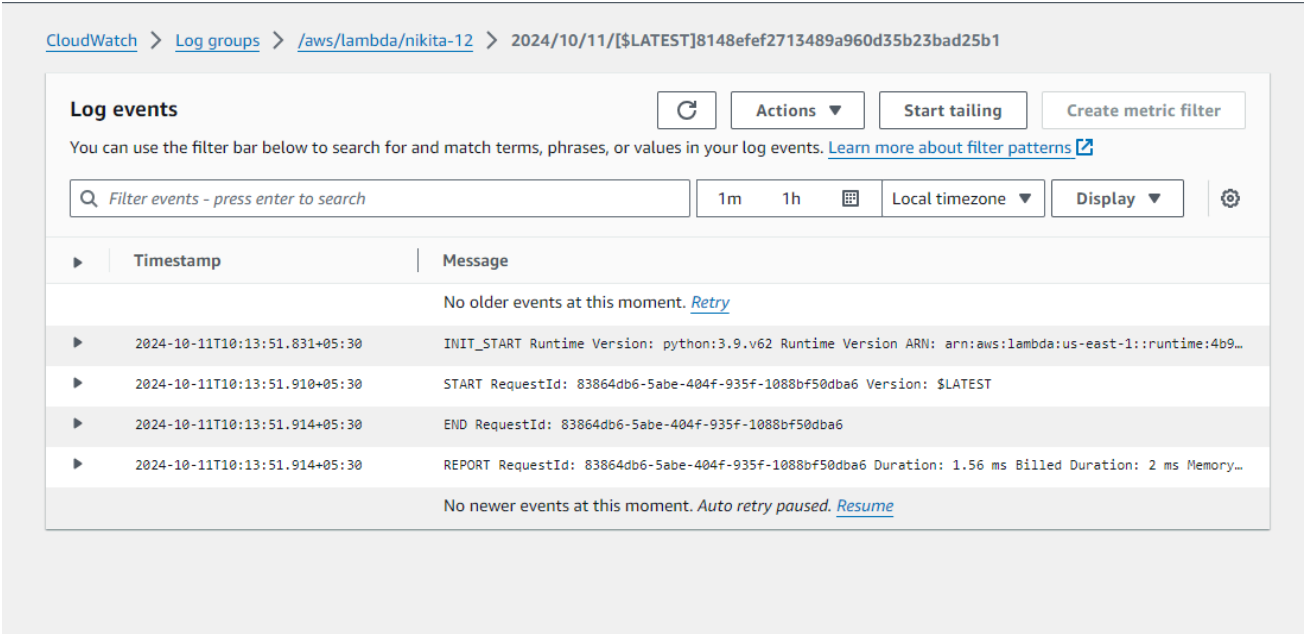 CloudWatch > Log groups > /aws/lambda/nikita-12 > 2024/10/11/[$LATEST]8148efef2713489a960d35b23bad25b1
Log events
Actions ▼
Start tailing
Create metric filter
You can use the filter bar below to search for and match terms, phrases, or values in your log events. Learn more about filter patterns
Filter events - press enter to search
1m 1h
Local timezone ▼
Display ▼
Timestamp Message
No older events at this moment. Retry
2024-10-11T10:13:51.831+05:30 INIT_START Runtime Version: python:3.9.v62 Runtime Version ARN: arn:aws:lambda:us-east-1::runtime:4b9…
2024-10-11T10:13:51.910+05:30 START RequestId: 83864db6-5abe-404f-935f-1088bf50dba6 Version: $LATEST
2024-10-11T10:13:51.914+05:30 END RequestId: 83864db6-5abe-404f-935f-1088bf50dba6
2024-10-11T10:13:51.914+05:30 REPORT RequestId: 83864db6-5abe-404f-935f-1088bf50dba6 Duration: 1.56 ms Billed Duration: 2 ms Memory…
No newer events at this moment. Auto retry paused. Resume